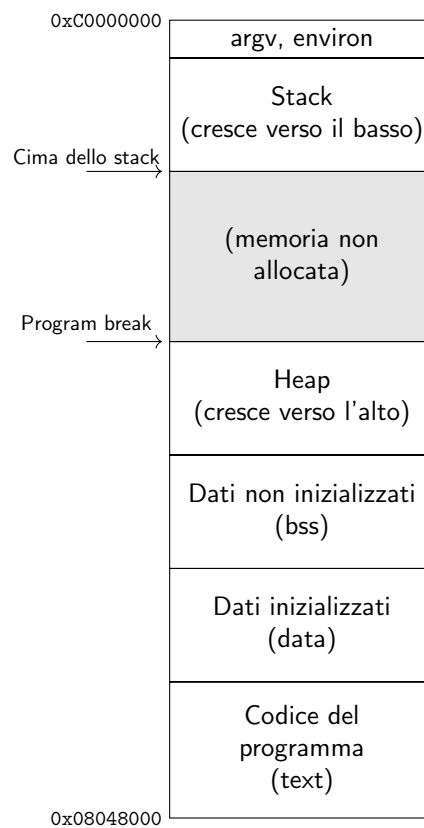 0xC0000000
argv, environ
Stack
(cresce verso il basso)
Cima dello stack
(memoria non
allocata)
Program break
Heap
(cresce verso l'alto)
Dati non inizializzati
(bss)
Dati inizializzati
(data)
Codice del
programma
(text)
0x08048000